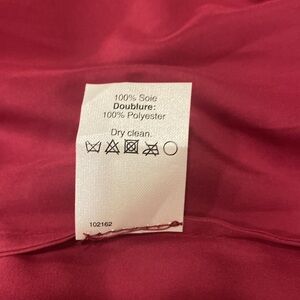 100% Soie
Doublure:
100% Polyester
Dry clean.
102162